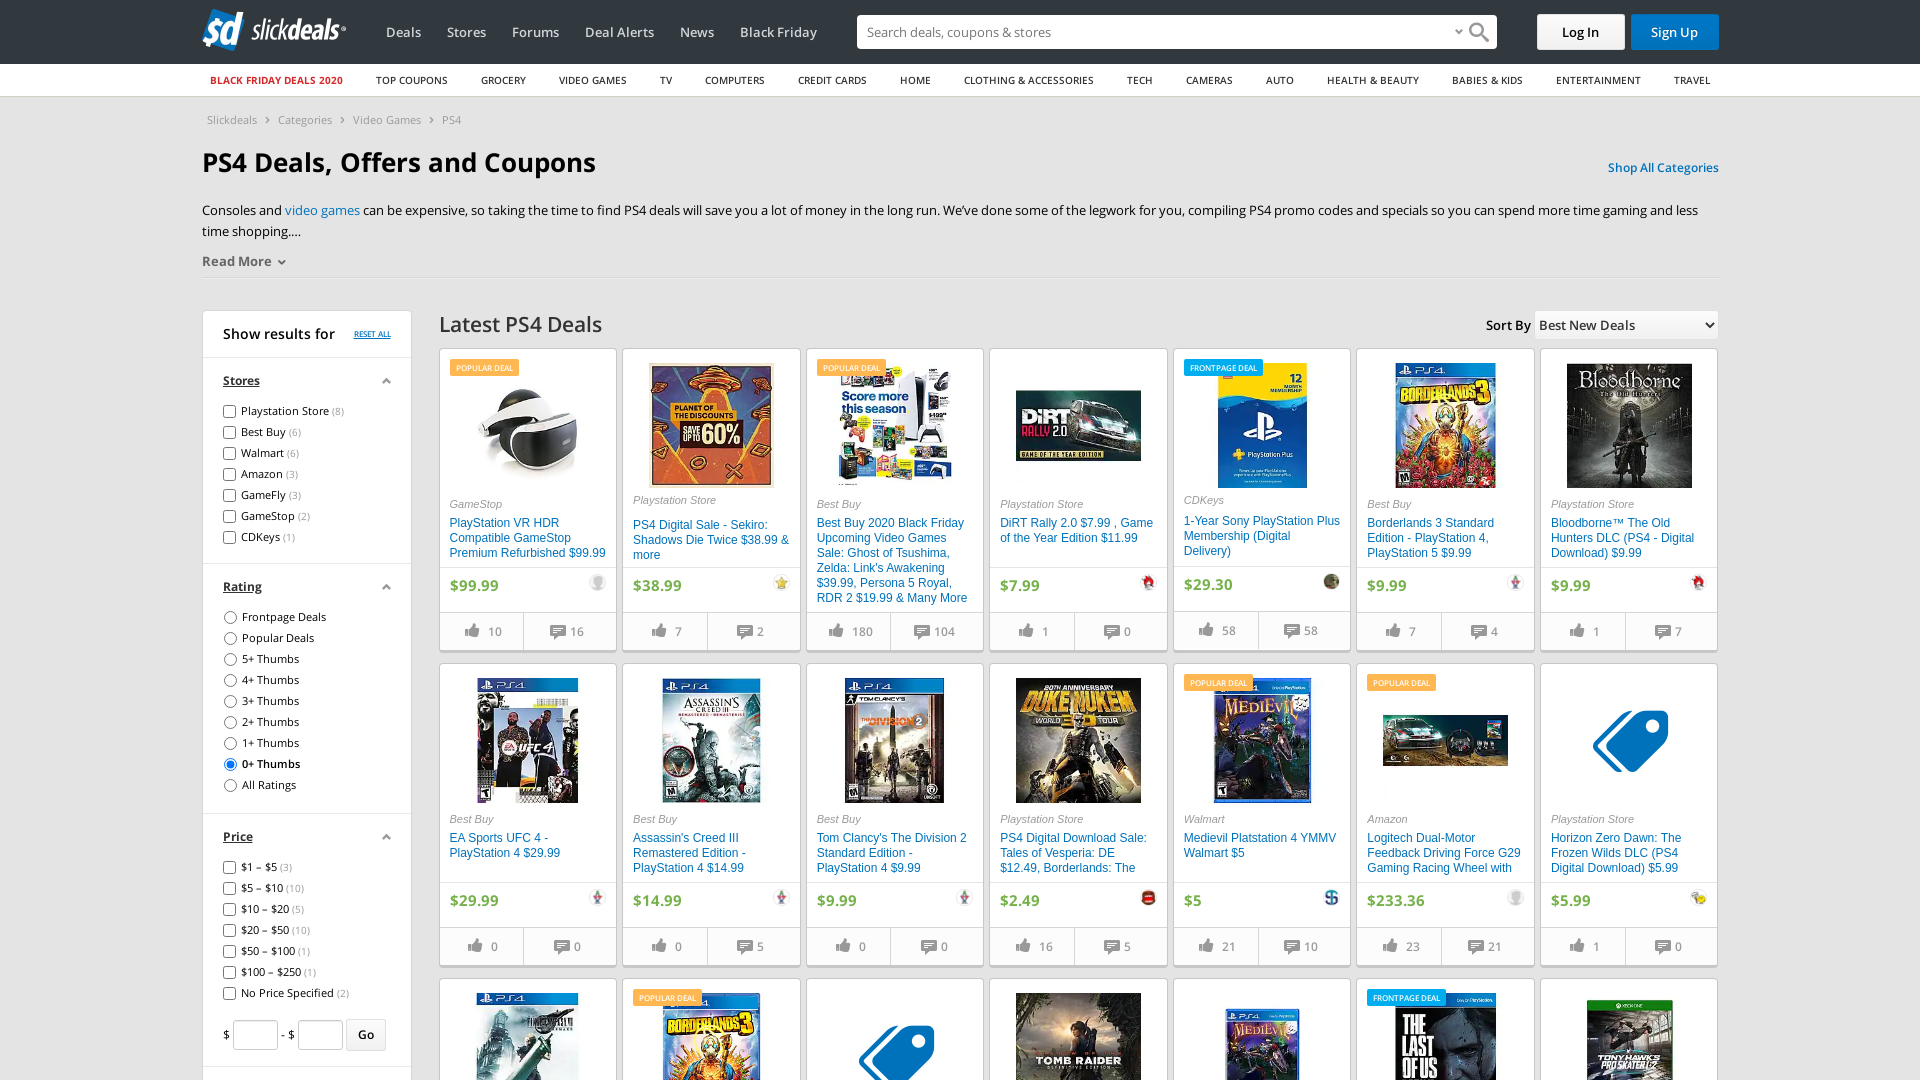 slickdeals
Deals
Stores
Forums
Deal Alerts
News
Black Friday
Search deals, coupons & stores
Log In
Sign Up
BLACK FRIDAY DEALS 2020
TOP COUPONS
GROCERY
VIDEO GAMES
TV
COMPUTERS
CREDIT CARDS
HOME
CLOTHING & ACCESSORIES
TECH
CAMERAS
AUTO
HEALTH & BEAUTY
BABIES & KIDS
ENTERTAINMENT
TRAVEL
Slickdeals > Categories > Video Games > PS4
PS4 Deals, Offers and Coupons
Shop All Categories
Consoles and video games can be expensive, so taking the time to find PS4 deals will save you a lot of money in the long run. We’ve done some of the legwork for you, compiling PS4 promo codes and specials so you can spend more time gaming and less
time shopping....
Read More
Show results for
RESET ALL
Stores
Playstation Store (8)
Best Buy (6)
Walmart (6)
Amazon (3)
GameFly (3)
GameStop (2)
CDKeys (1)
Rating
Frontpage Deals
Popular Deals
5+ Thumbs
4+ Thumbs
3+ Thumbs
2+ Thumbs
1+ Thumbs
0+ Thumbs
All Ratings
Price
$1 – $5 (3)
$5 – $10 (10)
$10 – $20 (5)
$20 – $50 (10)
$50 – $100 (1)
$100 – $250 (1)
No Price Specified (2)
$ - $ Go
Latest PS4 Deals
Sort By Best New Deals
POPULAR DEAL
GameStop
PlayStation VR HDR
Compatible GameStop
Premium Refurbished $99.99
$99.99
10
16
PLANET OF
THE DISCOUNTS
SAVE
UP TO 60%
Playstation Store
PS4 Digital Sale - Sekiro:
Shadows Die Twice $38.99 &
more
$38.99
7
2
POPULAR DEAL
Score more
this season
Best Buy
Best Buy 2020 Black Friday
Upcoming Video Games
Sale: Ghost of Tsushima,
Zelda: Link's Awakening
$39.99, Persona 5 Royal,
RDR 2 $19.99 & Many More
180
104
DiRT
RALLY 2.0
GAME OF THE YEAR EDITION
Playstation Store
DiRT Rally 2.0 $7.99 , Game
of the Year Edition $11.99
$7.99
1
0
FRONTPAGE DEAL
12
MONTH
MEMBERSHIP
PlayStation Plus
CDKeys
1-Year Sony PlayStation Plus
Membership (Digital
Delivery)
$29.30
58
58
PS4
BORDERLANDS 3
Best Buy
Borderlands 3 Standard
Edition - PlayStation 4,
PlayStation 5 $9.99
$9.99
7
4
Bloodborne
The Old Hunters
Playstation Store
Bloodborne™ The Old
Hunters DLC (PS4 - Digital
Download) $9.99
$9.99
1
7
PS4
UFC 4
Best Buy
EA Sports UFC 4 -
PlayStation 4 $29.99
$29.99
0
0
PS4
ASSASSIN'S
CREED III
REMASTERED
Best Buy
Assassin's Creed III
Remastered Edition -
PlayStation 4 $14.99
$14.99
0
5
PS4
TOM CLANCY'S
THE DIVISION 2
Best Buy
Tom Clancy's The Division 2
Standard Edition -
PlayStation 4 $9.99
$9.99
0
0
20TH ANNIVERSARY
DUKE NUKEM
WORLD 3D TOUR
Playstation Store
PS4 Digital Download Sale:
Tales of Vesperia: DE
$12.49, Borderlands: The
$2.49
16
5
POPULAR DEAL
MEDIEVIL
Walmart
Medievil Platstation 4 YMMV
Walmart $5
$5
21
10
POPULAR DEAL
Amazon
Logitech Dual-Motor
Feedback Driving Force G29
Gaming Racing Wheel with
$233.36
23
21
Playstation Store
Horizon Zero Dawn: The
Frozen Wilds DLC (PS4
Digital Download) $5.99
$5.99
1
0
PS4
POPULAR DEAL
BORDERLANDS 3
TOMB RAIDER
DEFINITIVE EDITION
PS4
MEDIEVIL
FRONTPAGE DEAL
THE
LAST
OF US
XBOX ONE
TONY HAWK'S
PRO SKATER 1+2